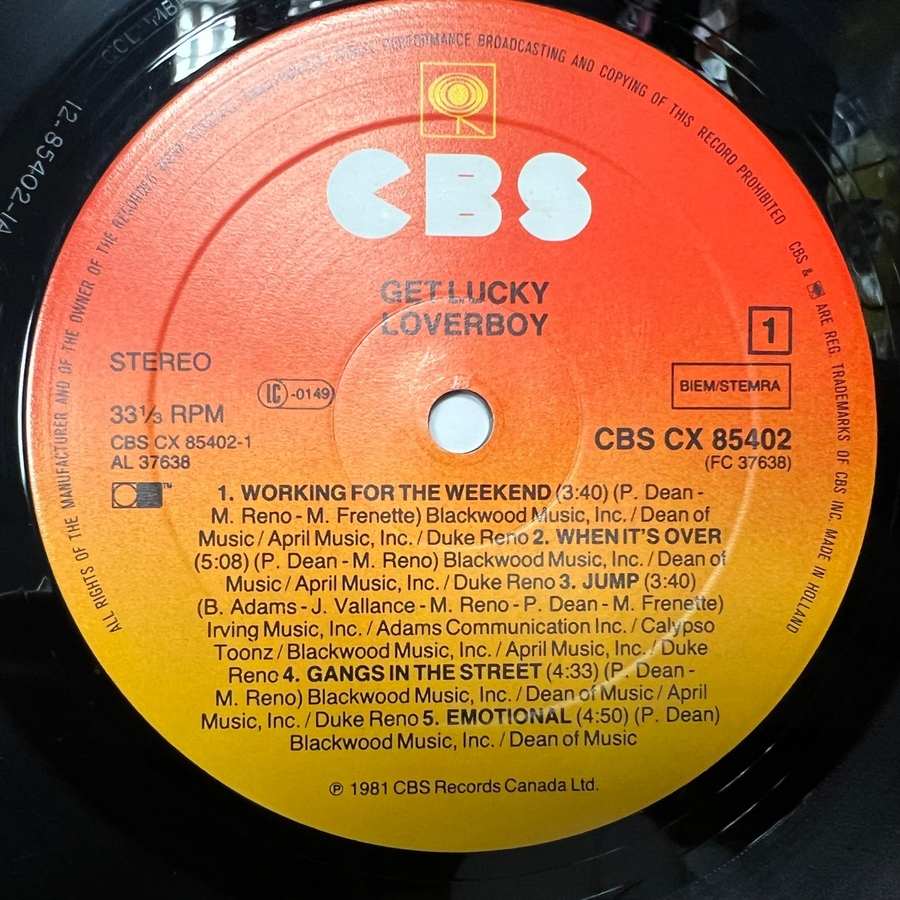 ALL RIGHTS OF THE MANUFACTURER AND OF THE OWNER OF THE RECORDED PERFORMANCE BROADCASTING AND COPYING OF THIS RECORD PROHIBITED
CBS & ARE REG. TRADEMARKS OF CBS INC. MADE IN HOLLAND
12-85402-1A
CBS
GET LUCKY
LOVERBOY
STEREO
1
LC -0149
BIEM/STEMRA
33⅓ RPM
CBS CX 85402-1
AL 37638
CBS CX 85402
(FC 37638)
TM
1. WORKING FOR THE WEEKEND (3:40) (P. Dean -
M. Reno - M. Frenette) Blackwood Music, Inc. / Dean of
Music / April Music, Inc. / Duke Reno 2. WHEN IT'S OVER
(5:08) (P. Dean - M. Reno) Blackwood Music, Inc. / Dean of
Music / April Music, Inc. / Duke Reno 3. JUMP (3:40)
(B. Adams - J. Vallance - M. Reno - P. Dean - M. Frenette)
Irving Music, Inc. / Adams Communication Inc. / Calypso
Toonz / Blackwood Music, Inc. / April Music, Inc. / Duke
Reno 4. GANGS IN THE STREET (4:33) (P. Dean -
M. Reno) Blackwood Music, Inc. / Dean of Music / April
Music, Inc. / Duke Reno 5. EMOTIONAL (4:50) (P. Dean)
Blackwood Music, Inc. / Dean of Music
℗ 1981 CBS Records Canada Ltd.